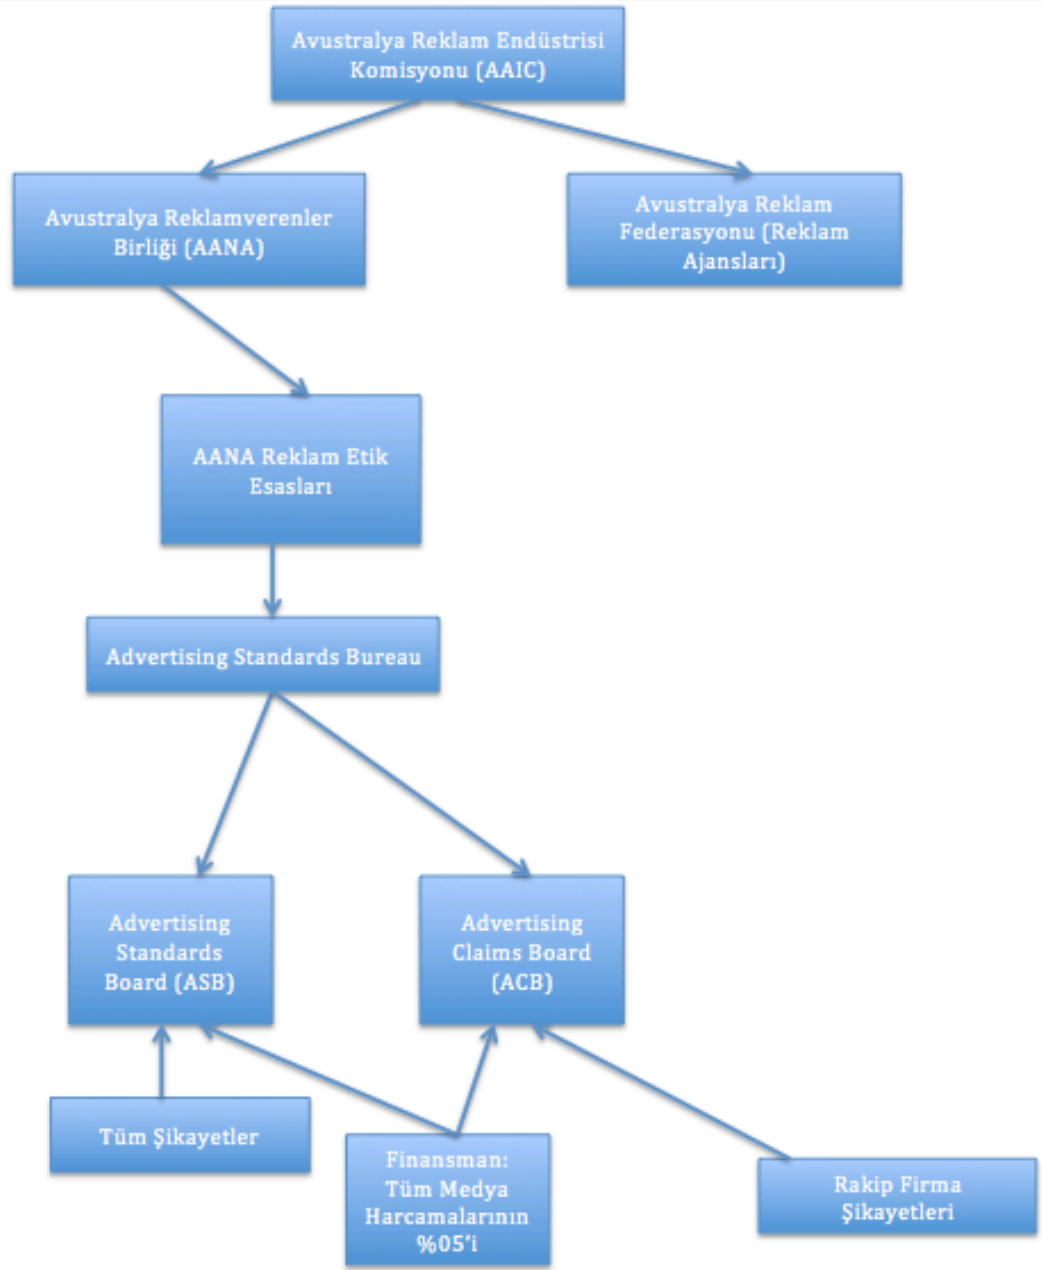 Avustralya Reklam Endüstrisi
Komisyonu (AAIC)
Avustralya Reklamverenler
Birliği (AANA)
Avustralya Reklam
Federasyonu (Reklam
Ajansları)
AANA Reklam Etik
Esasları
Advertising Standards Bureau
Advertising
Standards
Board (ASB)
Advertising
Claims Board
(ACB)
Tüm Şikayetler
Finansman:
Tüm Medya
Harcamalarının
%05'i
Rakip Firma
Şikayetleri